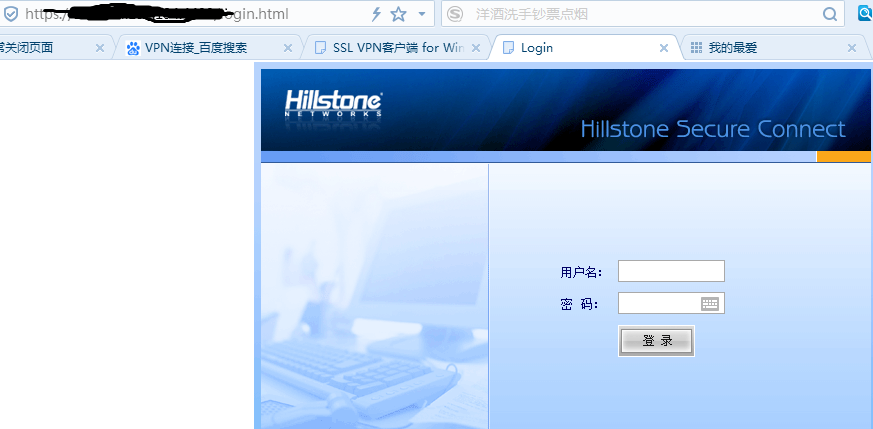 https:/ login.html
洋酒洗手钞票点烟
常关闭页面
VPN连接_百度搜索
SSL VPN客户端 for Win
Login
我的最爱
Hillstone
NETWORKS
Hillstone Secure Connect
用户名:
密 码:
登 录